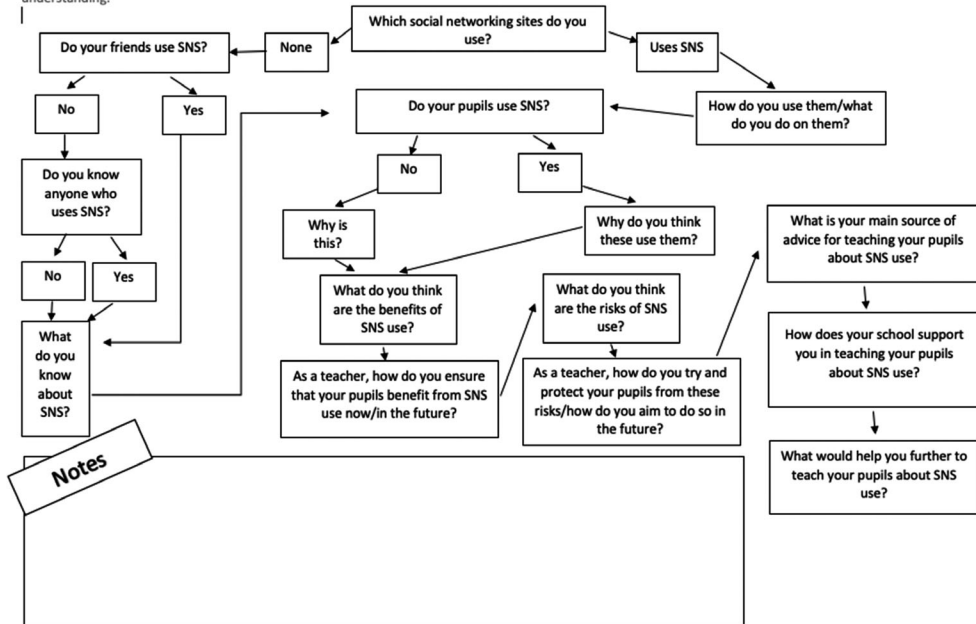 understanding.
Which social networking sites do you
use?
Do your friends use SNS?
None
Uses SNS
No
Yes
Do your pupils use SNS?
How do you use them/what
do you do on them?
Do you know
anyone who
uses SNS?
No
Yes
Why is
this?
Why do you think
these use them?
What is your main source of
advice for teaching your pupils
about SNS use?
No
Yes
What do you think
are the benefits of
SNS use?
What do you think
are the risks of SNS
use?
What
do you
know
about
SNS?
How does your school support
you in teaching your pupils
about SNS use?
As a teacher, how do you ensure
that your pupils benefit from SNS
use now/in the future?
As a teacher, how do you try and
protect your pupils from these
risks/how do you aim to do so in
the future?
What would help you further to
teach your pupils about SNS
use?
Notes